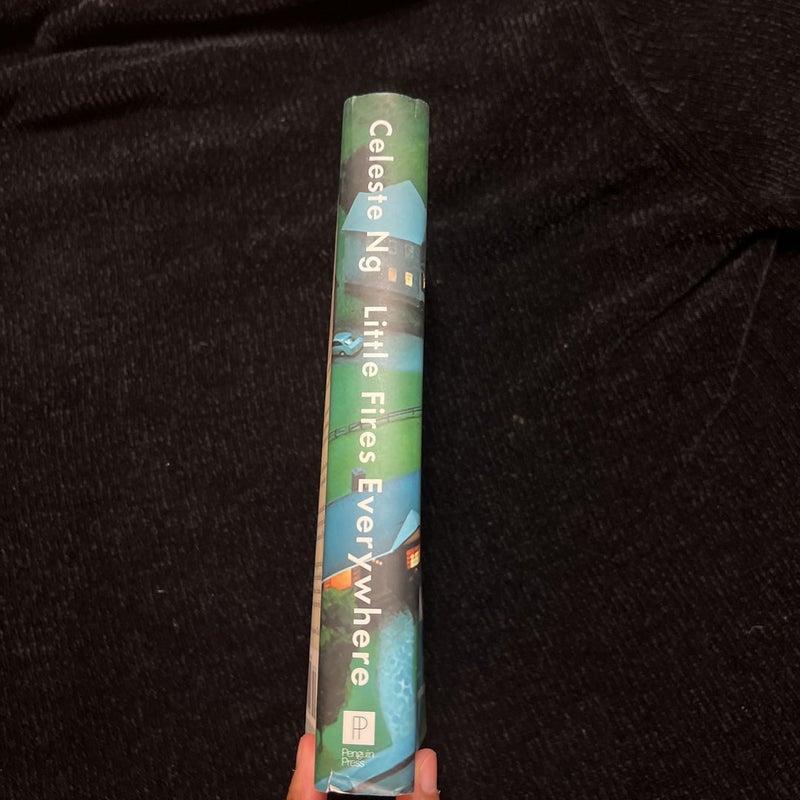 Celeste Ng Little Fires Everywhere
Penguin
Press